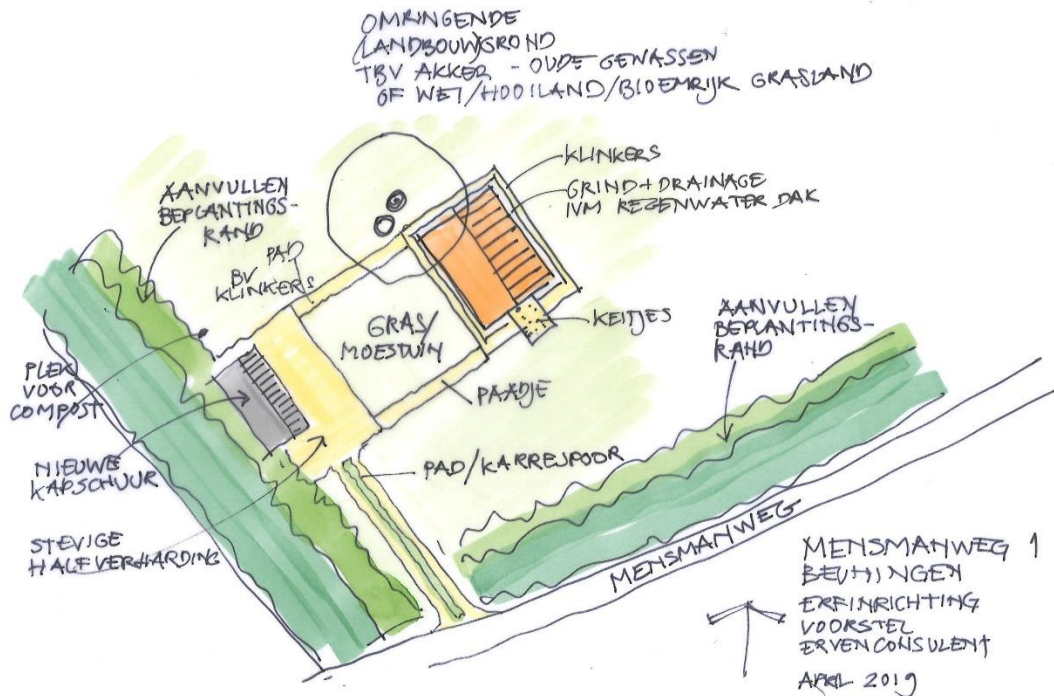 OMRINGENDE
(LANDBOUW)GROND
TBV AKKER - OUDE GEWASSEN
OF WEI/HOOILAND/BLOEMRIJK GRASLAND
KLINKERS
GRIND + DRAINAGE
IVM REGENWATER DAK
AANVULLEN
BEPLANTINGS-
RAND
PAD
BV
KLINKERS
GRAS/
MOESTUIN
KEITJES
AANVULLEN
BEPLANTINGS-
RAND
PLEK
VOOR
COMPOST
PAADJE
NIEUWE
KAPSCHUUR
PAD/KARRESPOOR
STEVIGE
HALFVERHARDING
MENSMANWEG
MENSMANWEG 1
BEUNINGEN
ERFINRICHTING
VOORSTEL
ERVENCONSULENT
APRIL 2019